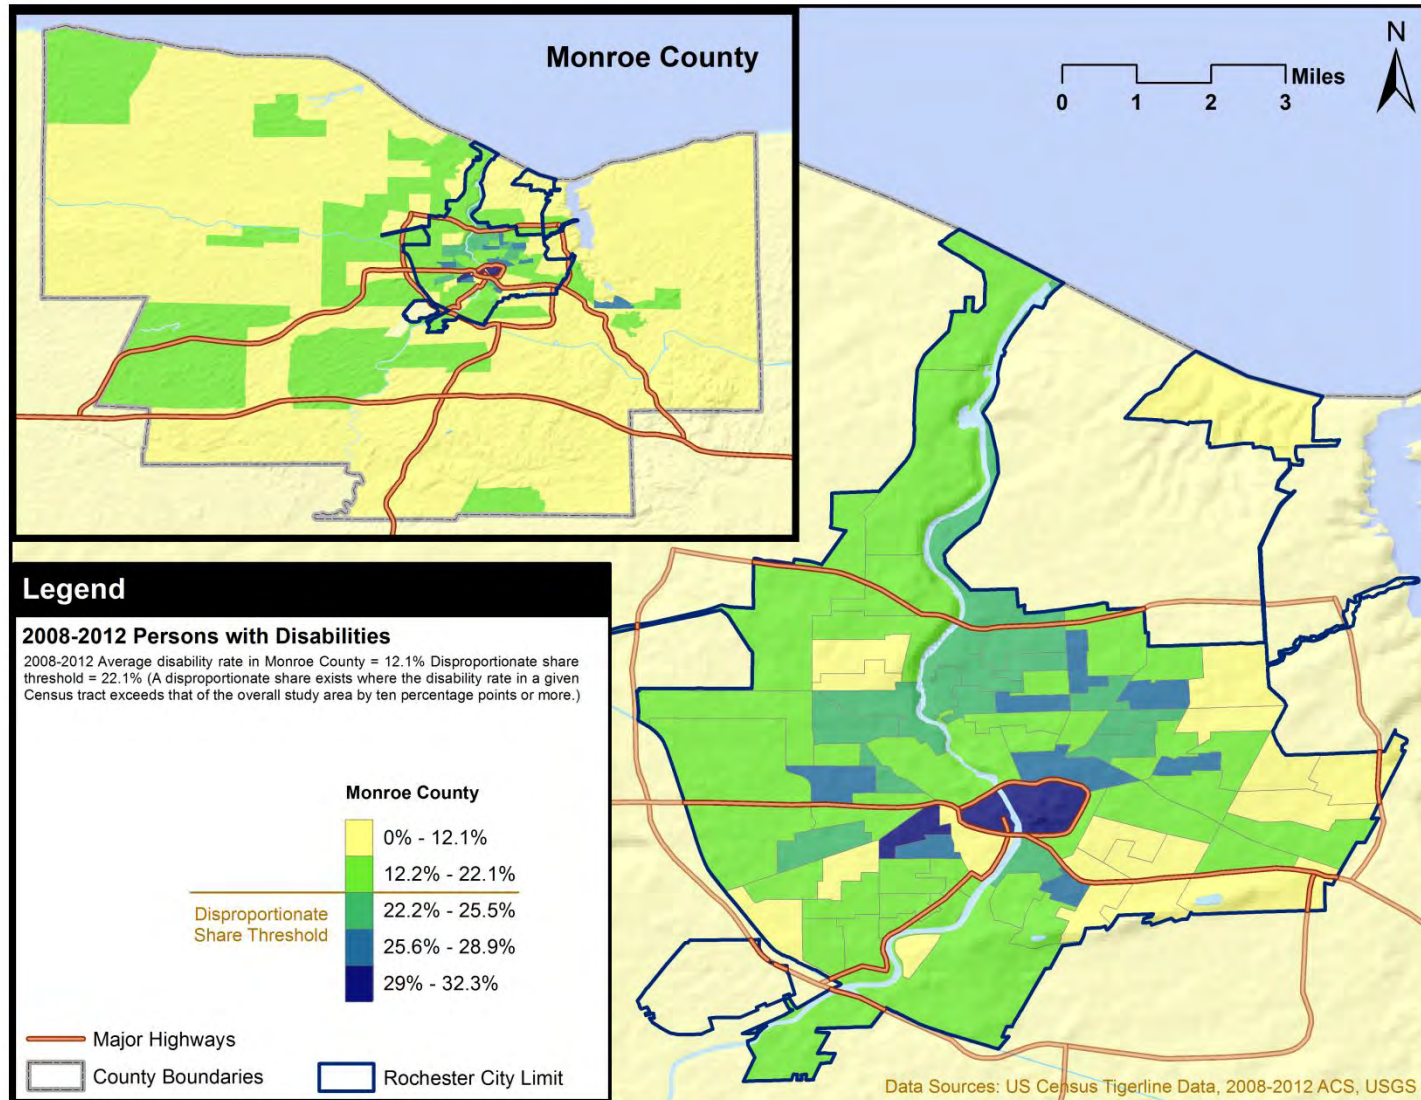 Monroe County
N
Miles
0 1 2 3
Legend
2008-2012 Persons with Disabilities
2008-2012 Average disability rate in Monroe County = 12.1% Disproportionate share
threshold = 22.1% (A disproportionate share exists where the disability rate in a given
Census tract exceeds that of the overall study area by ten percentage points or more.)
Monroe County
0% - 12.1%
12.2% - 22.1%
Disproportionate
Share Threshold
22.2% - 25.5%
25.6% - 28.9%
29% - 32.3%
Major Highways
County Boundaries
Rochester City Limit
Data Sources: US Census Tigerline Data, 2008-2012 ACS, USGS